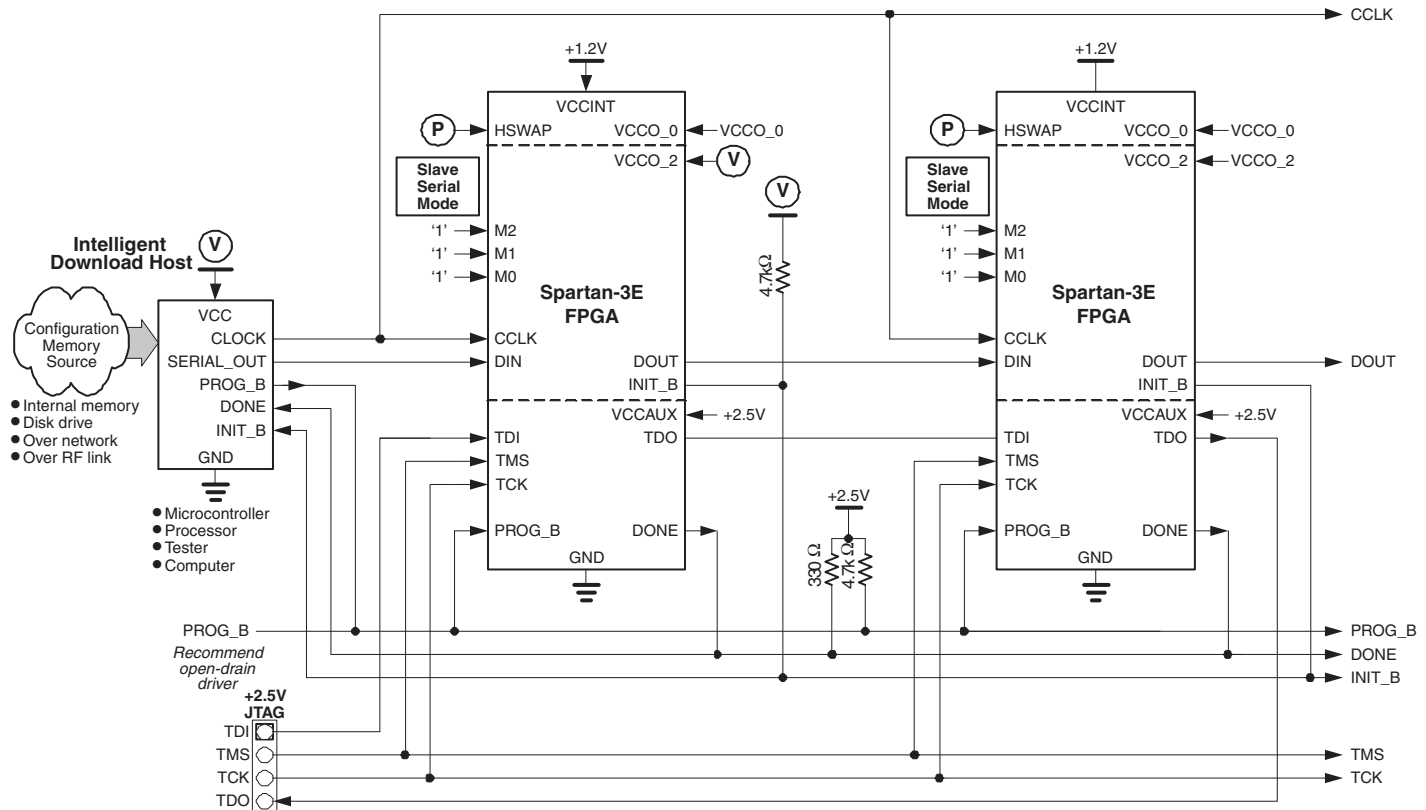 CCLK
+1.2V
+1.2V
VCCINT
VCCINT
P
HSWAP
VCCO_0
VCCO_0
P
HSWAP
VCCO_0
VCCO_0
VCCO_2
V
VCCO_2
VCCO_2
Slave
Serial
Mode
Slave
Serial
Mode
V
‘1’
M2
‘1’
M2
‘1’
M1
‘1’
M1
‘1’
M0
‘1’
M0
4.7kΩ
Intelligent
Download Host
V
Spartan-3E
FPGA
Spartan-3E
FPGA
Configuration
Memory
Source
VCC
CLOCK
CCLK
CCLK
SERIAL_OUT
DIN
DOUT
DIN
DOUT
DOUT
PROG_B
INIT_B
INIT_B
DONE
INIT_B
GND
● Internal memory
● Disk drive
● Over network
● Over RF link
● Microcontroller
● Processor
● Tester
● Computer
VCCAUX
+2.5V
VCCAUX
+2.5V
TDI
TDO
TDI
TDO
TMS
TMS
TCK
TCK
+2.5V
PROG_B
DONE
PROG_B
DONE
330 Ω
4.7k Ω
GND
GND
PROG_B
PROG_B
Recommend
open-drain
driver
DONE
INIT_B
+2.5V
JTAG
TDI
TMS
TMS
TCK
TCK
TDO